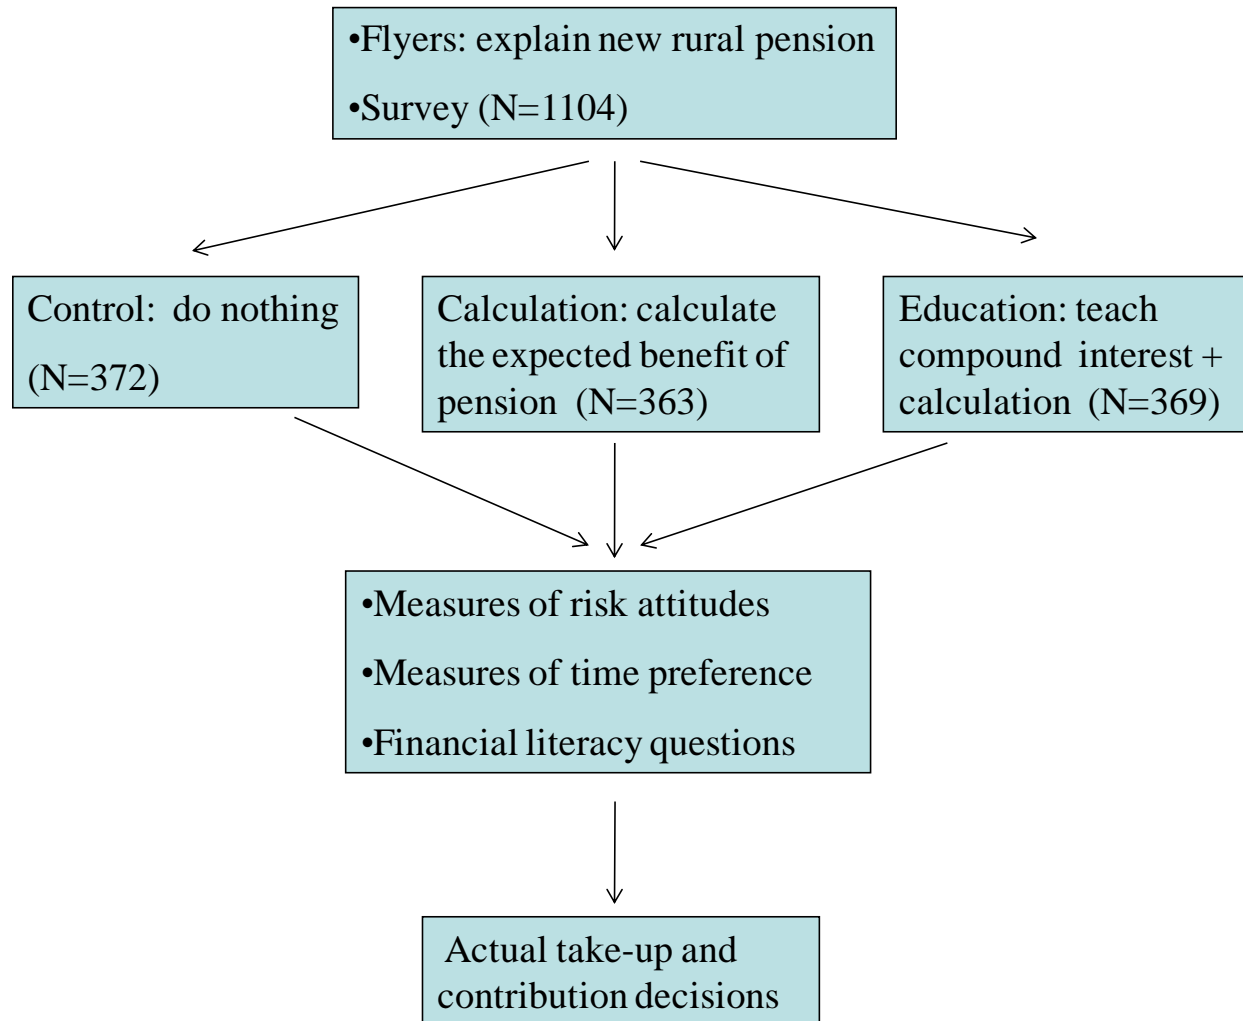 •Flyers: explain new rural pension
•Survey (N=1104)
Control: do nothing
(N=372)
Calculation: calculate
the expected benefit of
pension (N=363)
Education: teach
compound interest +
calculation (N=369)
•Measures of risk attitudes
•Measures of time preference
•Financial literacy questions
Actual take-up and
contribution decisions